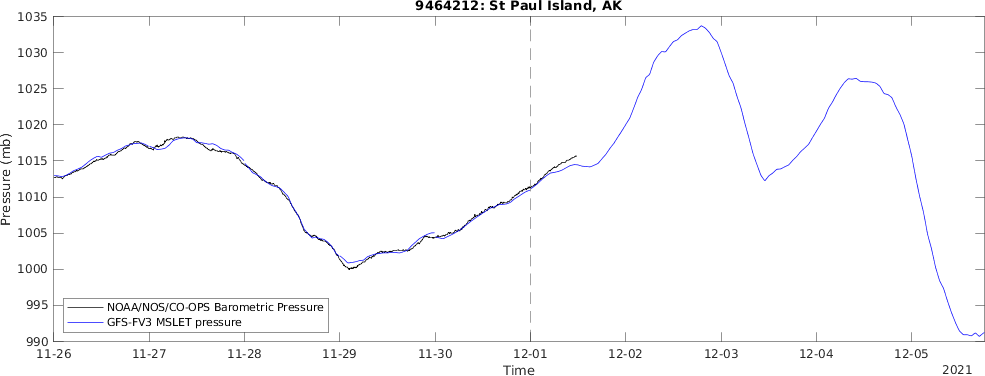 9464212: St Paul Island, AK
Pressure (mb)
1035
1030
1025
1020
1015
1010
1005
1000
995
990
NOAA/NOS/CO-OPS Barometric Pressure
GFS-FV3 MSLET pressure
11-26 11-27 11-28 11-29 11-30 12-01 12-02 12-03 12-04 12-05
Time
2021